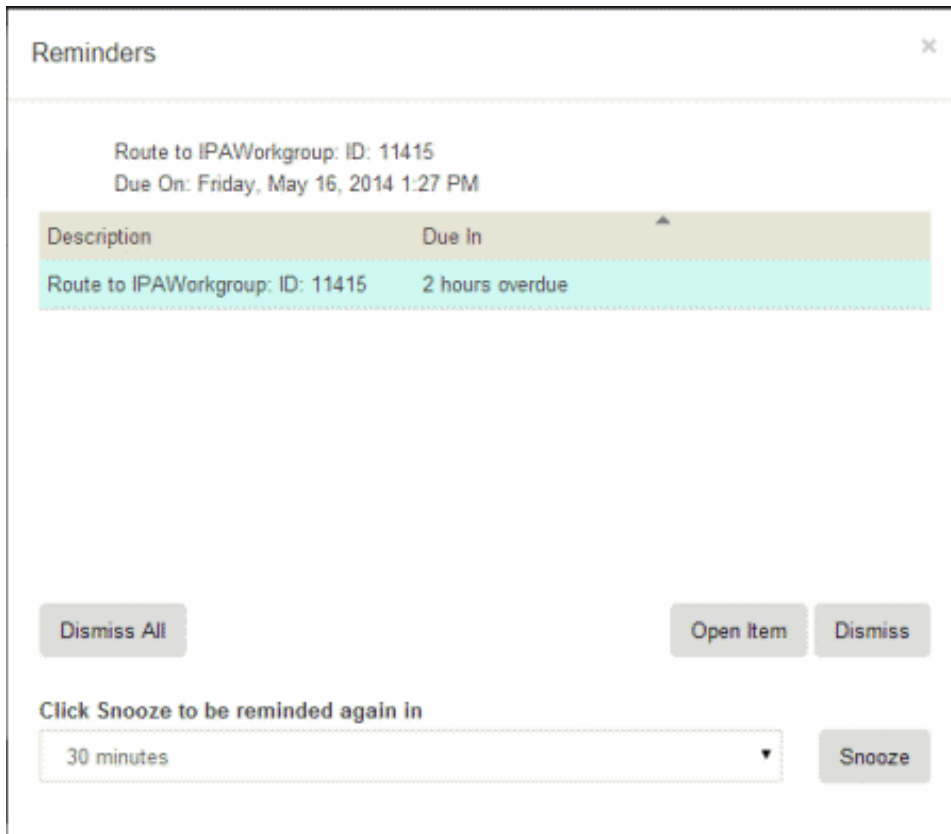 Reminders
×
Route to IPAWorkgroup: ID: 11415
Due On: Friday, May 16, 2014 1:27 PM
Description Due In
Route to IPAWorkgroup: ID: 11415 2 hours overdue
Dismiss All Open Item Dismiss
Click Snooze to be reminded again in
30 minutes Snooze